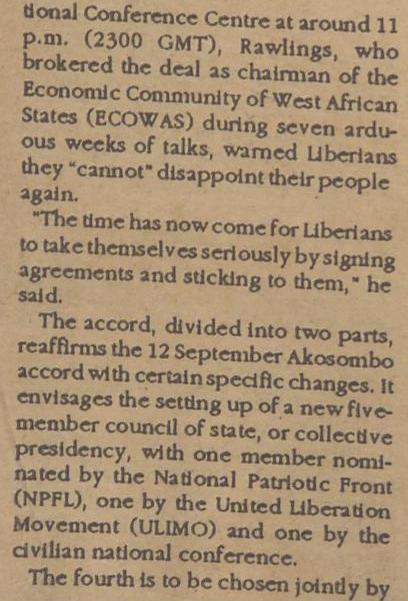 tional Conference Centre at around 11
p.m. (2300 GMT), Rawlings, who
brokered the deal as chairman of the
Economic Community of West African
States (ECOWAS) during seven ardu-
ous weeks of talks, warned Liberians
they "cannot" disappoint their people
again.
"The time has now come for Liberians
to take themselves seriously by signing
agreements and sticking to them," he
said.
The accord, divided into two parts,
reaffirms the 12 September Akosombo
accord with certain specific changes. It
envisages the setting up of a new five-
member council of state, or collective
presidency, with one member nomi-
nated by the National Patriotic Front
(NPFL), one by the United Liberation
Movement (ULIMO) and one by the
civilian national conference.
The fourth is to be chosen jointly by